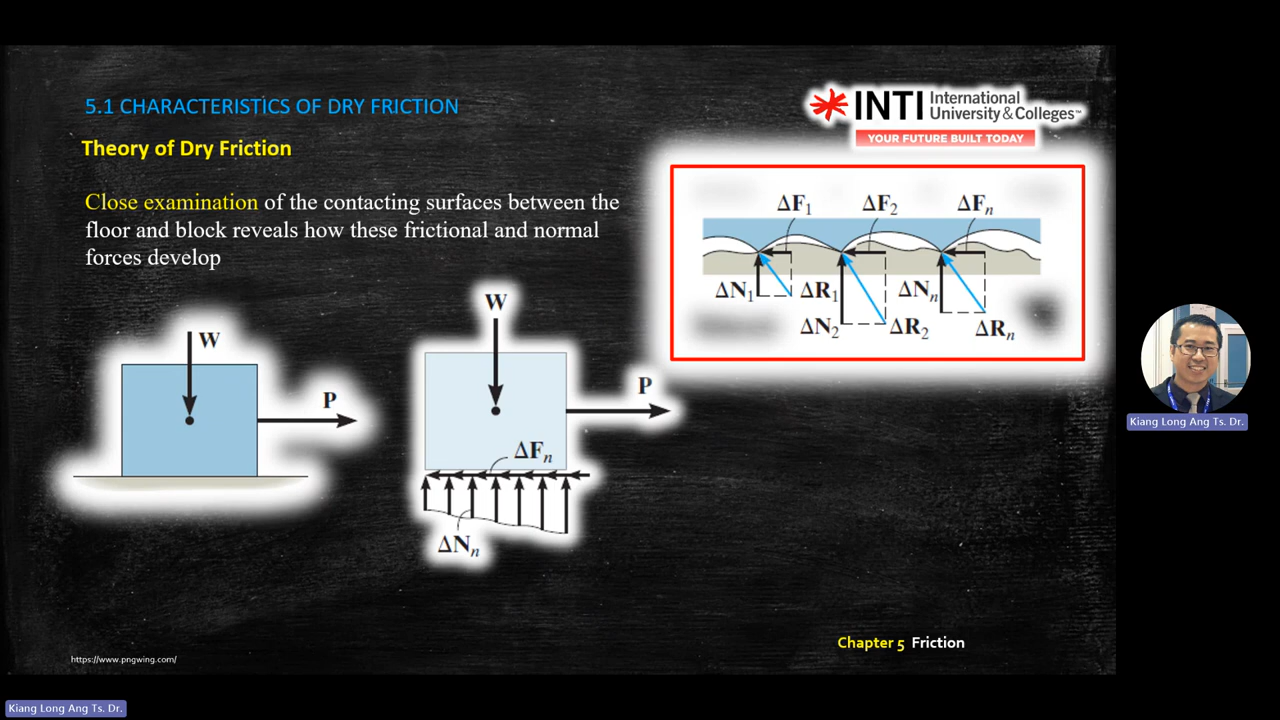 5.1 CHARACTERISTICS OF DRY FRICTION
INTI International
University & Colleges™
YOUR FUTURE BUILT TODAY
Theory of Dry Friction
Close examination of the contacting surfaces between the
floor and block reveals how these frictional and normal
forces develop
ΔF₁ ΔF₂ ΔFₙ
ΔN₁ ΔR₁ ΔNₙ
ΔN₂ ΔR₂ ΔRₙ
W
P
W
P
ΔFₙ
ΔNₙ
Kiang Long Ang Ts. Dr.
Chapter 5 Friction
https://www.pngwing.com/
Kiang Long Ang Ts. Dr.